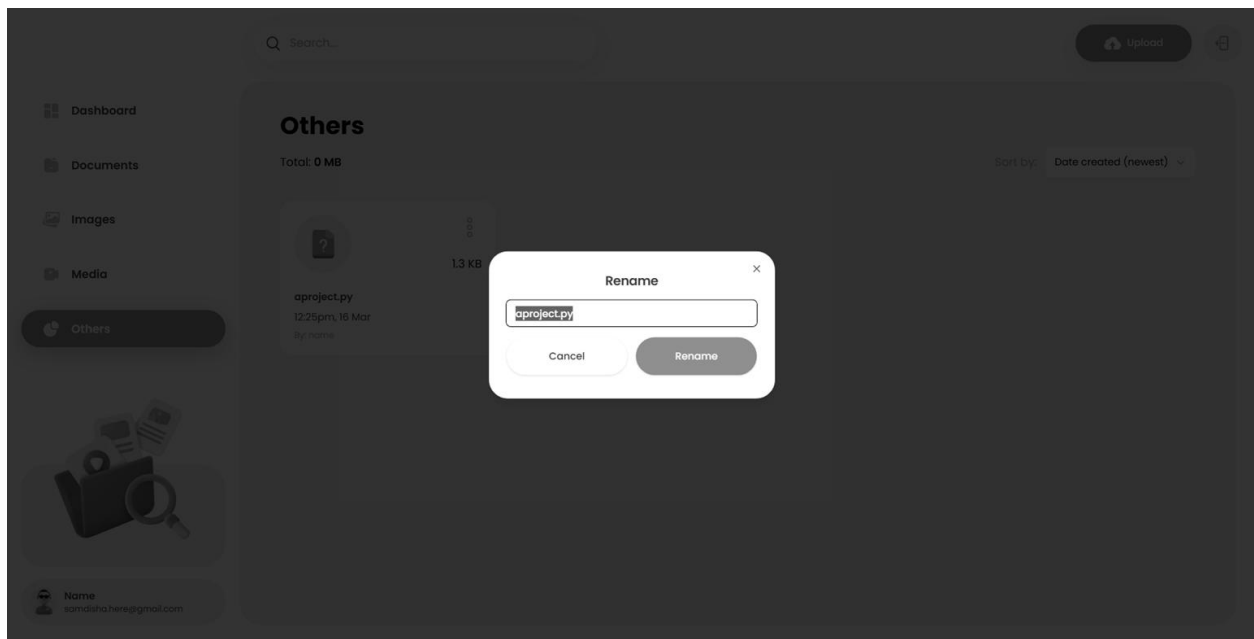 Search...
Upload
Dashboard
Documents
Images
Media
Others
Others
Total: 0 MB
Sort by:
Date created (newest)
?
1.3 KB
aproject.py
12:25pm, 16 Mar
By: name
Rename
aproject.py
Cancel
Rename
Name
samdisha.here@gmail.com